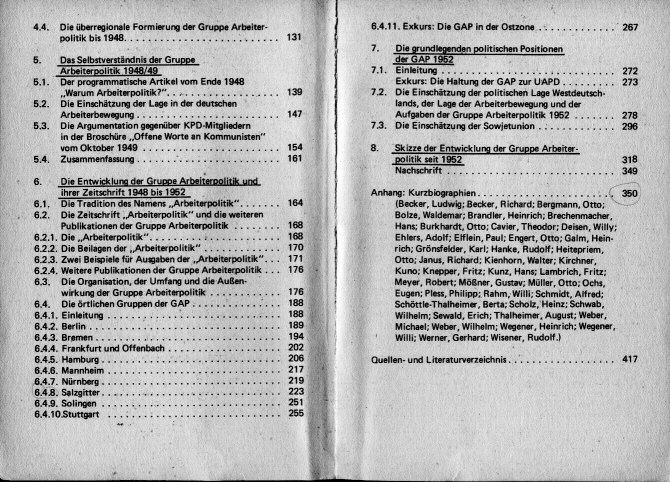 4.4. Die überregionale Formierung der Gruppe Arbeiter-
politik bis 1948. 131
5. Das Selbstverständnis der Gruppe
Arbeiterpolitik 1948/49
5.1. Der programmatische Artikel vom Ende 1948
„Warum Arbeiterpolitik?". 139
5.2. Die Einschätzung der Lage in der deutschen
Arbeiterbewegung 147
5.3. Die Argumentation gegenüber KPD-Mitgliedern
in der Broschüre „Offene Worte an Kommunisten"
vom Oktober 1949 154
5.4. Zusammenfassung 161
6. Die Entwicklung der Gruppe Arbeiterpolitik und
ihrer Zeitschrift 1948 bis 1952
6.1. Die Tradition des Namens „Arbeiterpolitik" 164
6.2. Die Zeitschrift „Arbeiterpolitik" und die weiteren
Publikationen der Gruppe Arbeiterpolitik 168
6.2.1. Die „Arbeiterpolitik" 168
6.2.2. Die Beilagen der „Arbeiterpolitik" 170
6.2.3. Zwei Beispiele für Ausgaben der „Arbeiterpolitik" 171
6.2.4. Weitere Publikationen der Gruppe Arbeiterpolitik 176
6.3. Die Organisation, der Umfang und die Außen-
wirkung der Gruppe Arbeiterpolitik 176
6.4. Die örtlichen Gruppen der GAP 188
6.4.1. Einleitung 188
6.4.2. Berlin 189
6.4.3. Bremen 194
6.4.4. Frankfurt und Offenbach 202
6.4.5. Hamburg 206
6.4.6. Mannheim 217
6.4.7. Nürnberg 219
6.4.8. Salzgitter 223
6.4.9. Solingen 251
6.4.10.Stuttgart 255
6.4.11. Exkurs: Die GAP in der Ostzone 267
7. Die grundlegenden politischen Positionen
der GAP 1952
7.1. Einleitung 272
Exkurs: Die Haltung der GAP zur UAPD 273
7.2. Die Einschätzung der politischen Lage Westdeutsch-
lands, der Lage der Arbeiterbewegung und der
Aufgaben der Gruppe Arbeiterpolitik 1952 278
7.3. Die Einschätzung der Sowjetunion 296
8. Skizze der Entwicklung der Gruppe Arbeiter-
politik seit 1952 318
Nachschrift 349
Anhang: Kurzbiographien 350
(Becker, Ludwig; Becker, Richard; Bergmann, Otto;
Bolze, Waldemar; Brandler, Heinrich; Brechenmacher,
Hans; Burkhardt, Otto; Cavier, Theodor; Deisen, Willy;
Ehlers, Adolf; Elflein, Paul; Engert, Otto; Galm, Hein-
rich; Grönsfelder, Karl; Hanke, Rudolf; Heitepriem,
Otto; Janus, Richard; Kienhorn, Walter; Kirchner,
Kuno; Knepper, Fritz; Kunz, Hans; Lambrich, Fritz;
Meyer, Robert; Mößner, Gustav; Müller, Otto; Ochs,
Eugen; Pless, Philipp; Rahm, Willi; Schmidt, Alfred;
Schöttle-Thalheimer, Berta; Scholz, Heinz; Schwab,
Wilhelm; Sewald, Erich; Thalheimer, August; Weber,
Michael; Weber, Wilhelm; Wegener, Heinrich; Wegener,
Willi; Werner, Gerhard; Wisener, Rudolf.)
Quellen- und Literaturverzeichnis 417